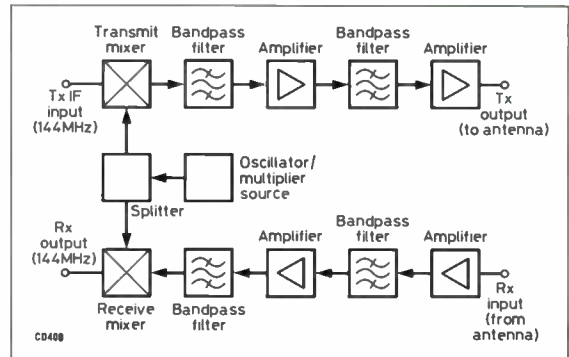 Transmit
mixer
Bandpass
filter
Amplifier
Bandpass
filter
Amplifier
Tx IF
input
(144MHz)
Tx
output
(to antenna)
Oscillator/
multiplier
source
Splitter
Rx
output
(144MHz)
Receive
mixer
Bandpass
filter
Amplifier
Bandpass
filter
Amplifier
Rx
input
(from
antenna)
CD408